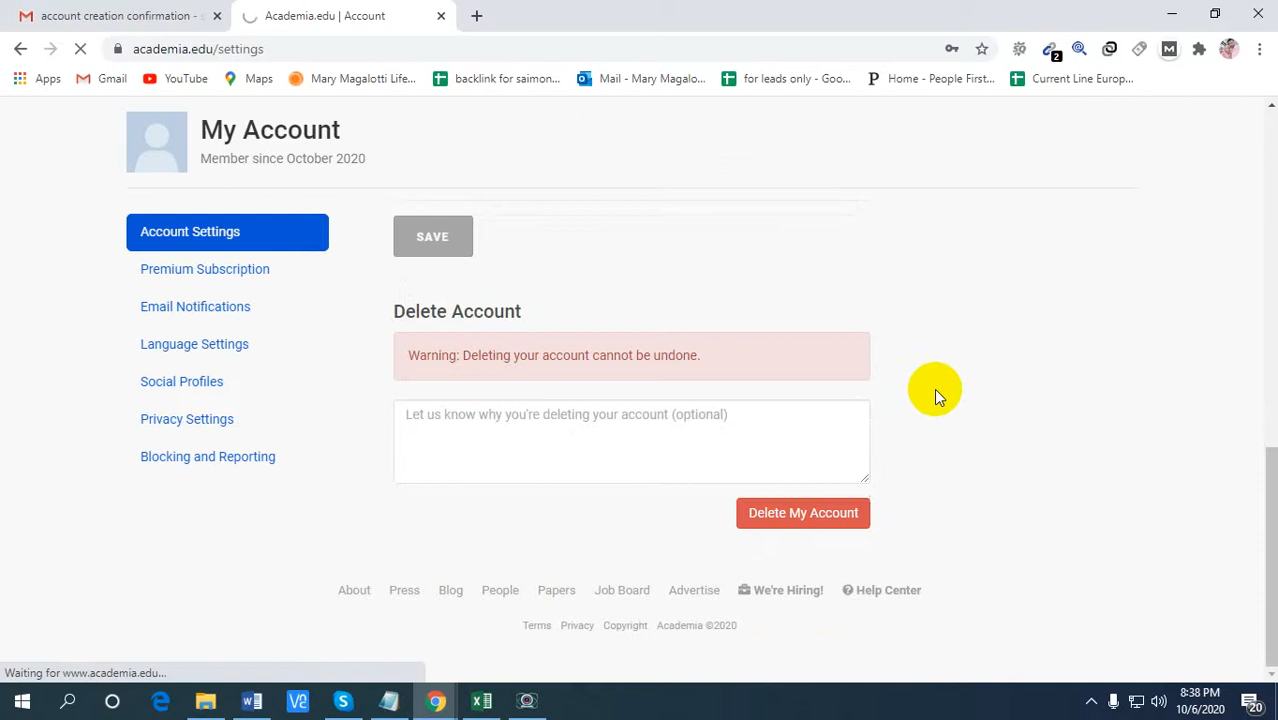 account creation confirmation -
Academia.edu | Account
academia.edu/settings
2
Apps
Gmail
YouTube
Maps
Mary Magalotti Life...
backlink for saimon...
Mail - Mary Magalo...
for leads only - Goo...
Home - People First...
Current Line Europ...
My Account
Member since October 2020
Account Settings
Premium Subscription
Email Notifications
Language Settings
Social Profiles
Privacy Settings
Blocking and Reporting
SAVE
Delete Account
Warning: Deleting your account cannot be undone.
Let us know why you're deleting your account (optional)
Delete My Account
About Press Blog People Papers Job Board Advertise We're Hiring! Help Center
Terms Privacy Copyright Academia ©2020
Waiting for www.academia.edu...
8:38 PM
10/6/2020
20